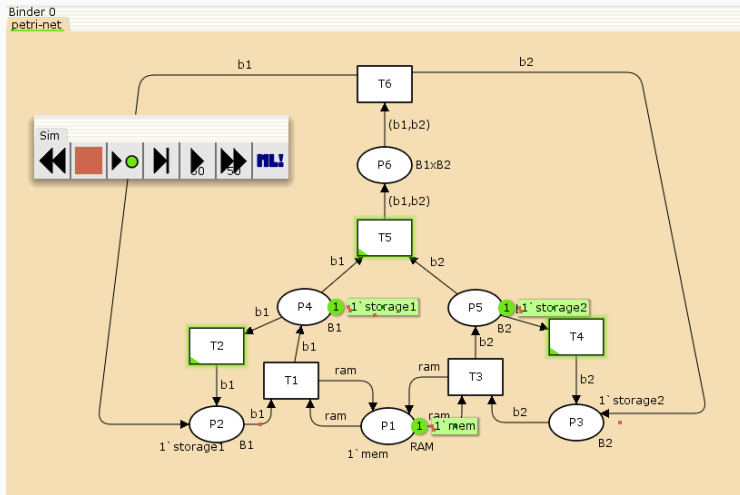 Binder 0
petri-net
b1
b2
T6
(b1,b2)
Sim
50
50
ML!
P6
B1xB2
(b1,b2)
T5
b1
b2
P4
1
1`storage1
B1
b1
P5
1
1`storage2
B2
T2
T4
b1
b2
T1
ram
ram
T3
b1
b2
1`storage2
P2
b1
B1
1`storage1
ram
P1
1
ram
1`mem
RAM
1`mem
b2
P3
B2